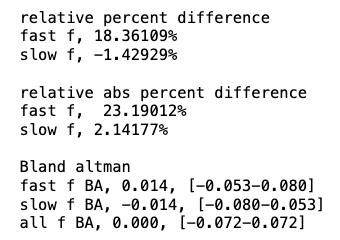 relative percent difference
fast f, 18.36109%
slow f, -1.42929%
relative abs percent difference
fast f,  23.19012%
slow f, 2.14177%
Bland altman
fast f BA, 0.014, [-0.053-0.080]
slow f BA, -0.014, [-0.080-0.053]
all f BA, 0.000, [-0.072-0.072]